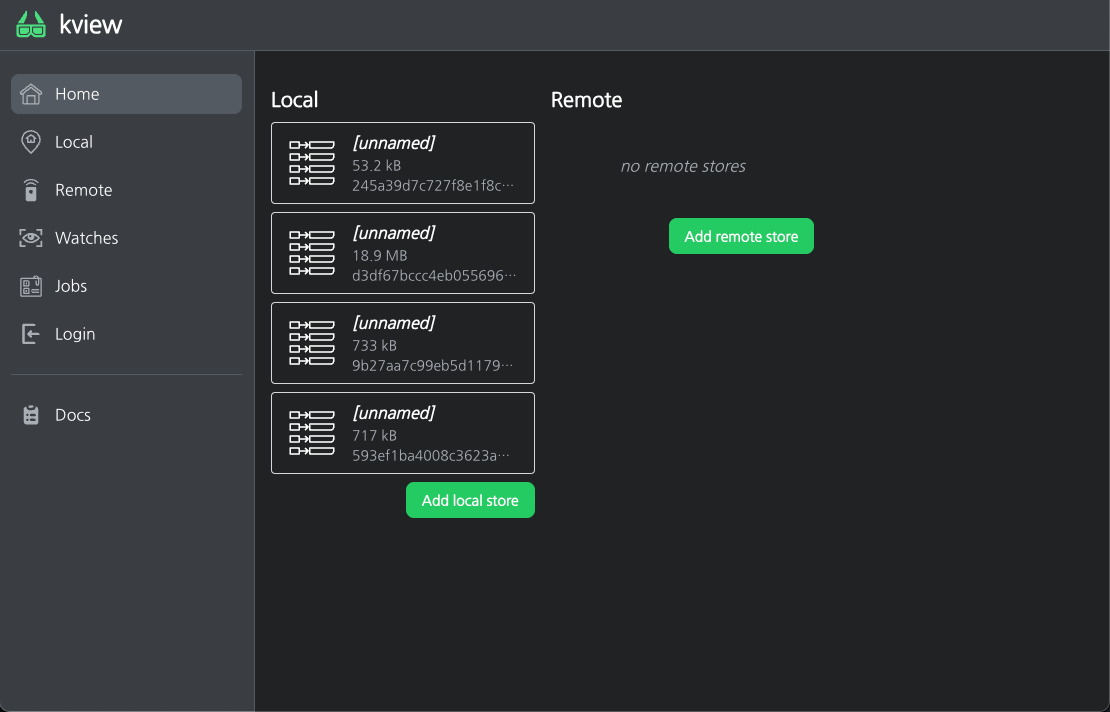 kview
Home
Local
Remote
Watches
Jobs
Login
Docs
Local
[unnamed]
53.2 kB
245a39d7c727f8e1f8c…
[unnamed]
18.9 MB
d3df67bccc4eb055696…
[unnamed]
733 kB
9b27aa7c99eb5d1179…
[unnamed]
717 kB
593ef1ba4008c3623a…
Add local store
Remote
no remote stores
Add remote store